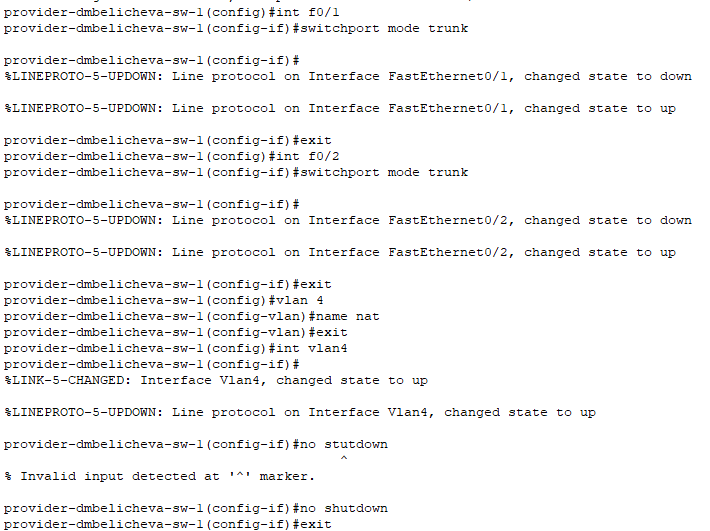 provider-dmbelicheva-sw-1(config)#int f0/1
provider-dmbelicheva-sw-1(config-if)#switchport mode trunk
provider-dmbelicheva-sw-1(config-if)#
%LINEPROTO-5-UPDOWN: Line protocol on Interface FastEthernet0/1, changed state to down
%LINEPROTO-5-UPDOWN: Line protocol on Interface FastEthernet0/1, changed state to up
provider-dmbelicheva-sw-1(config-if)#exit
provider-dmbelicheva-sw-1(config)#int f0/2
provider-dmbelicheva-sw-1(config-if)#switchport mode trunk
provider-dmbelicheva-sw-1(config-if)#
%LINEPROTO-5-UPDOWN: Line protocol on Interface FastEthernet0/2, changed state to down
%LINEPROTO-5-UPDOWN: Line protocol on Interface FastEthernet0/2, changed state to up
provider-dmbelicheva-sw-1(config-if)#exit
provider-dmbelicheva-sw-1(config)#vlan 4
provider-dmbelicheva-sw-1(config-vlan)#name nat
provider-dmbelicheva-sw-1(config-vlan)#exit
provider-dmbelicheva-sw-1(config)#int vlan4
provider-dmbelicheva-sw-1(config-if)#
%LINK-5-CHANGED: Interface Vlan4, changed state to up
%LINEPROTO-5-UPDOWN: Line protocol on Interface Vlan4, changed state to up
provider-dmbelicheva-sw-1(config-if)#no stutdown
^
% Invalid input detected at '^' marker.
provider-dmbelicheva-sw-1(config-if)#no shutdown
provider-dmbelicheva-sw-1(config-if)#exit